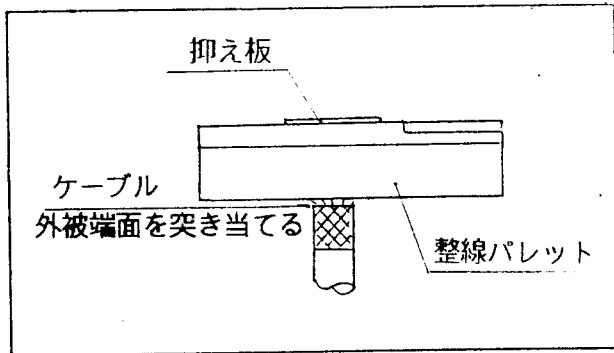 抑え板
ケーブル
外被端面を突き当てる
整線パレット